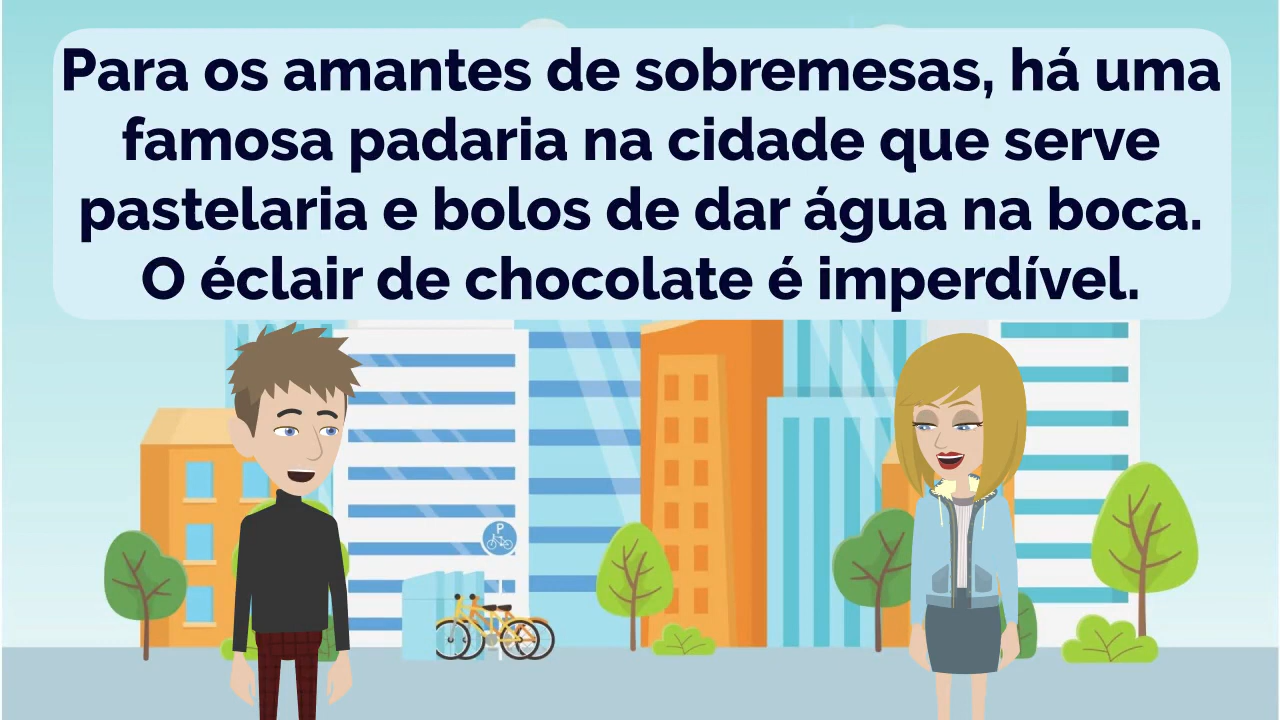 Para os amantes de sobremesas, há uma
famosa padaria na cidade que serve
pastelaria e bolos de dar água na boca.
O éclair de chocolate é imperdível.
P